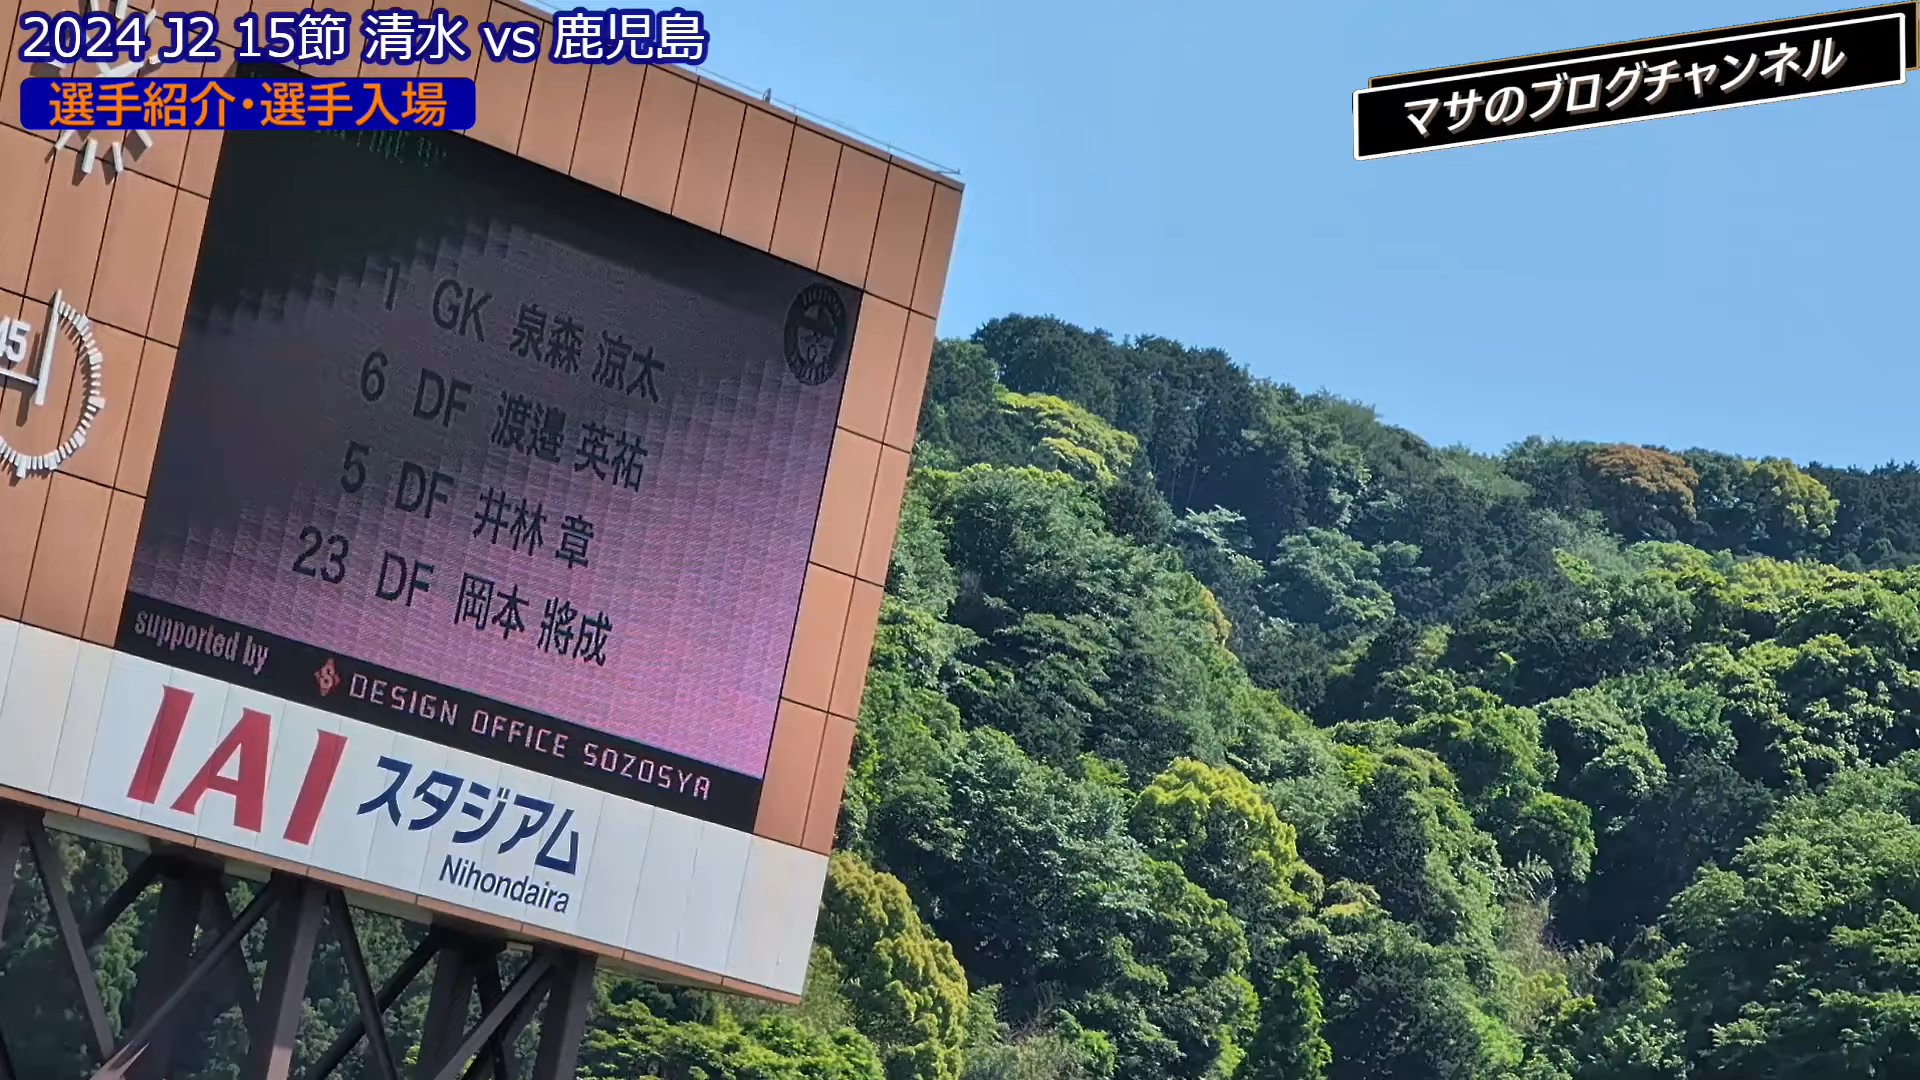 2024 J2 15節 清水 vs 鹿児島
選手紹介・選手入場
マサのブログチャンネル
1 GK 泉森 涼太
6 DF 渡邉 英祐
5 DF 井林 章
23 DF 岡本 將成
45
supported by
DESIGN OFFICE SOZOSYA
IAI スタジアム
Nihondaira